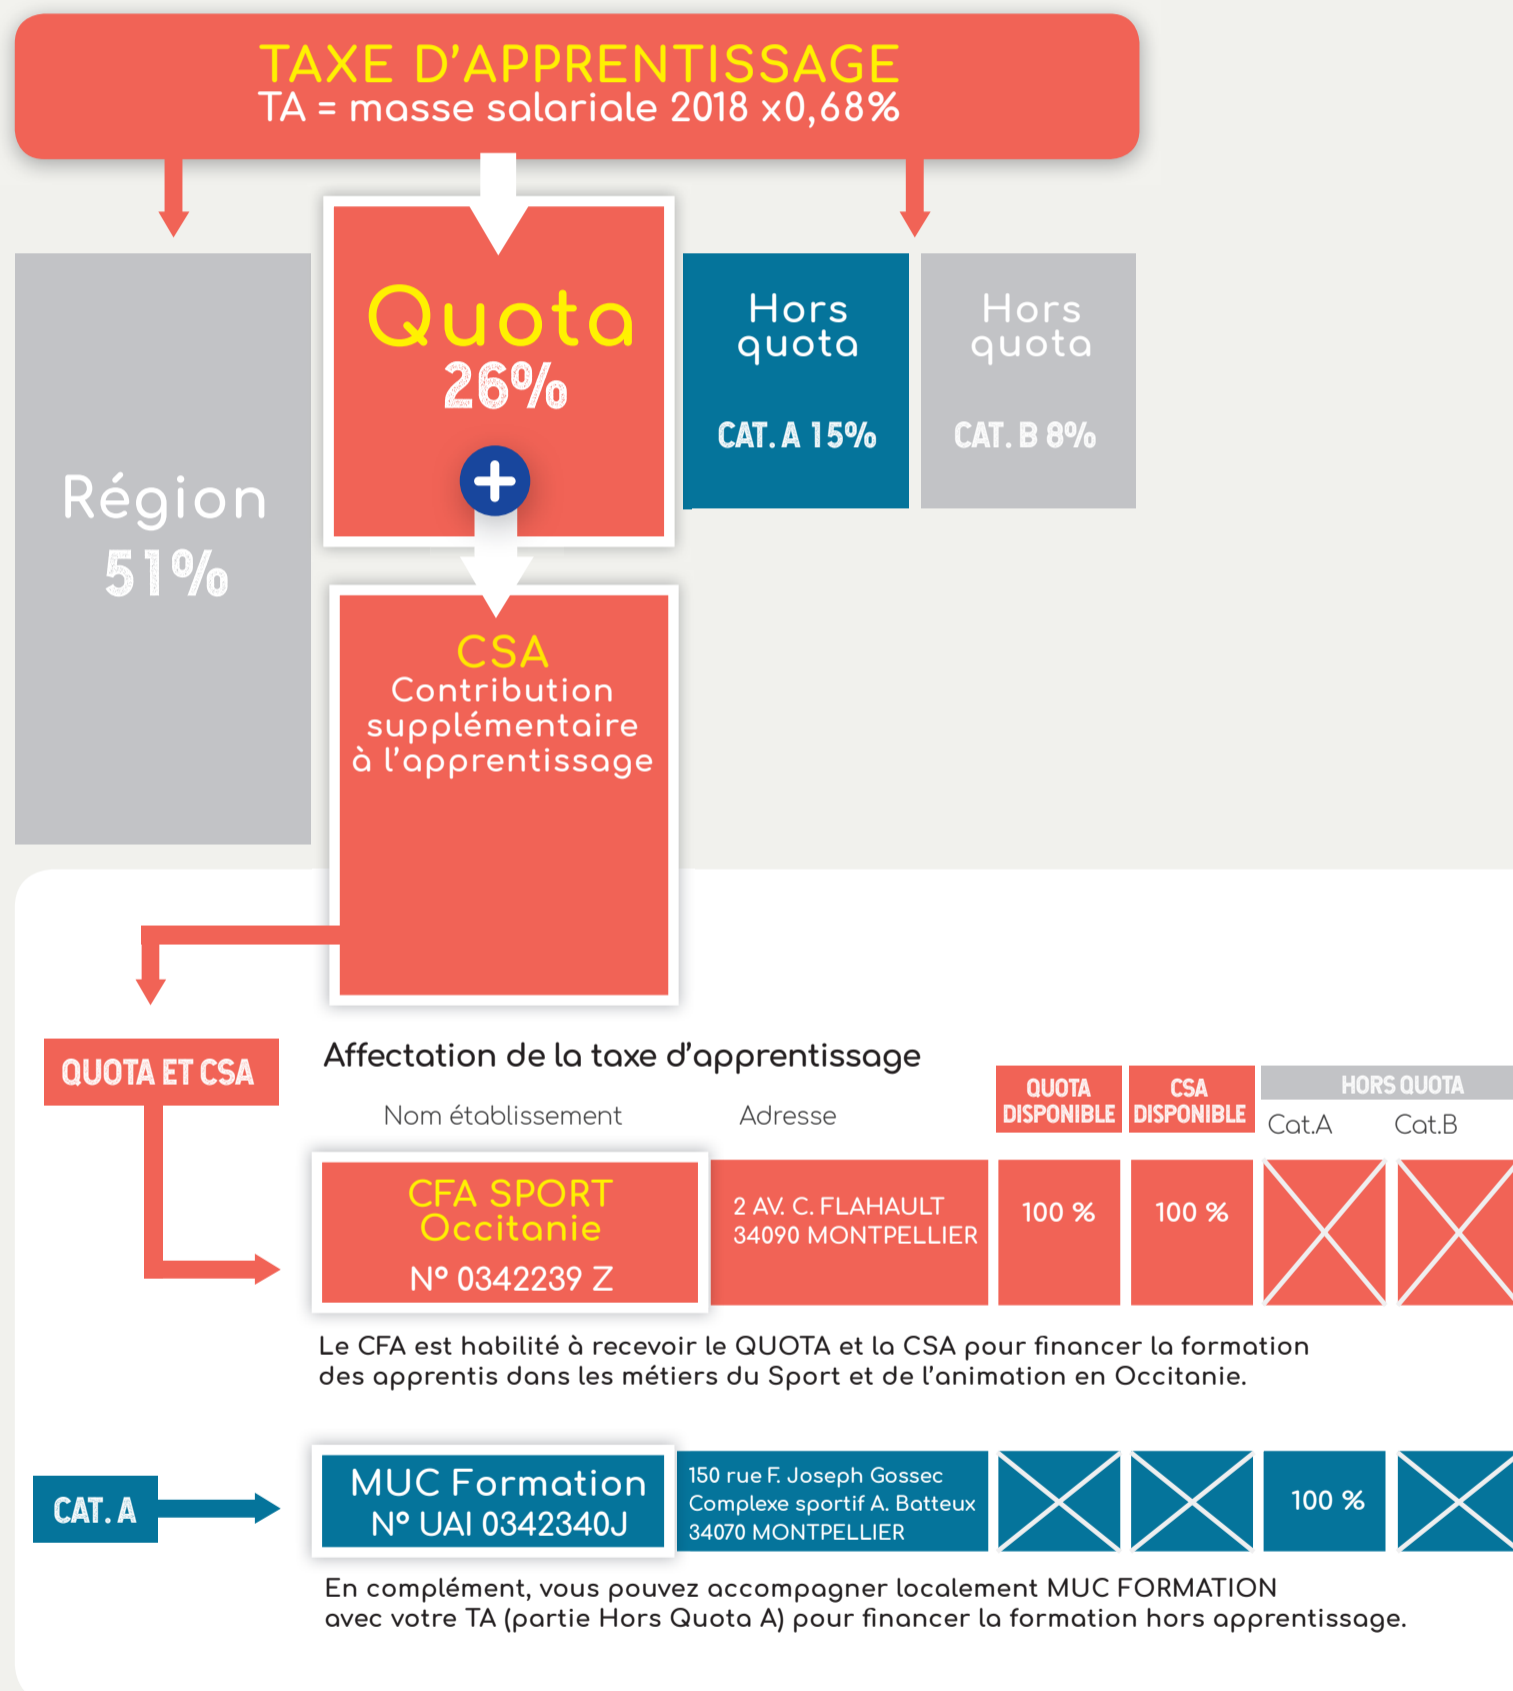 TAXE D'APPRENTISSAGE
TA = masse salariale 2018 x0,68%
Région
51%
Quota
26%
Hors
quota
CAT. A 15%
Hors
quota
CAT. B 8%
CSA
Contribution
supplémentaire
à l'apprentissage
QUOTA ET CSA
Affectation de la taxe d'apprentissage
Nom établissement
Adresse
QUOTA
DISPONIBLE
CSA
DISPONIBLE
HORS QUOTA
Cat.A
Cat.B
CFA SPORT
Occitanie
N° 0342239 Z
2 AV. C. FLAHAULT
34090 MONTPELLIER
100 %
100 %
Le CFA est habilité à recevoir le QUOTA et la CSA pour financer la formation
des apprentis dans les métiers du Sport et de l'animation en Occitanie.
CAT. A
MUC Formation
N° UAI 0342340J
150 rue F. Joseph Gossec
Complexe sportif A. Batteux
34070 MONTPELLIER
100 %
En complément, vous pouvez accompagner localement MUC FORMATION
avec votre TA (partie Hors Quota A) pour financer la formation hors apprentissage.